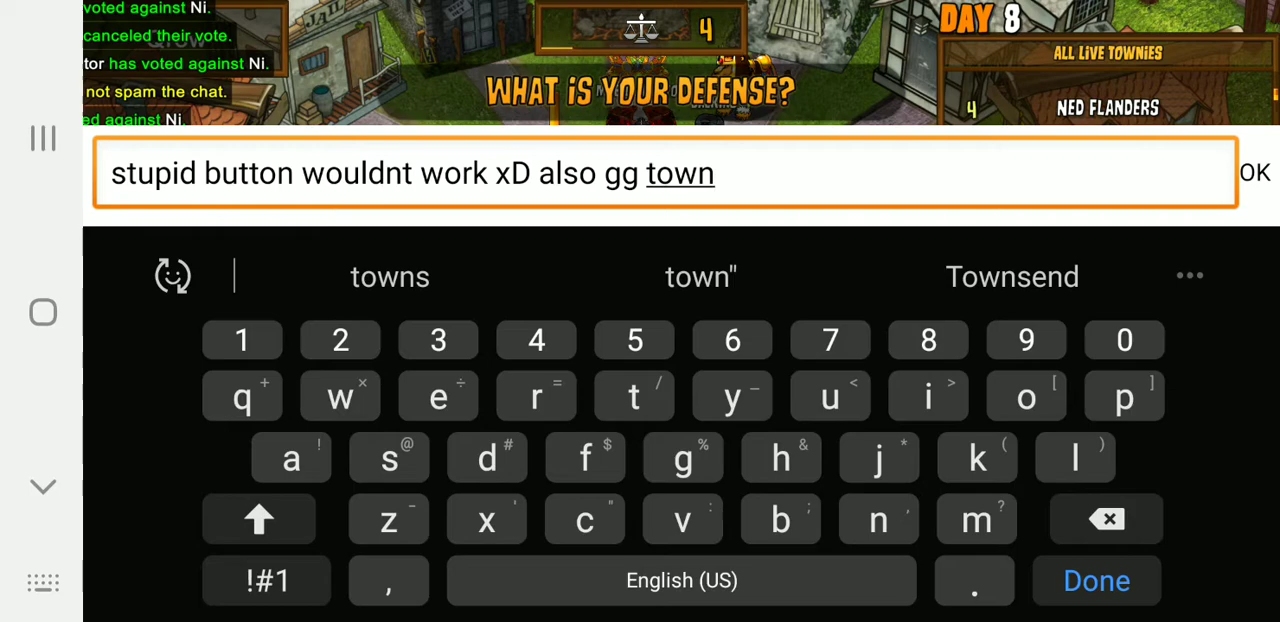 voted against Ni.
canceled their vote.
tor has voted against Ni.
not spam the chat.
ed against Ni.
JAIL
4
DAY 8
ALL LiVE TOWNiES
4 NED FLANDERS
WHAT iS YOUR DEFENSE?
stupid button wouldnt work xD also gg town
OK
towns town" Townsend •••
1 2 3 4 5 6 7 8 9 0
q + w × e ÷ r = t / y _ u < i > o [ p ]
a ! s @ d # f $ g % h & j * k ( l )
z - x ' c " v : b ; n , m ?
!#1 , English (US) . Done